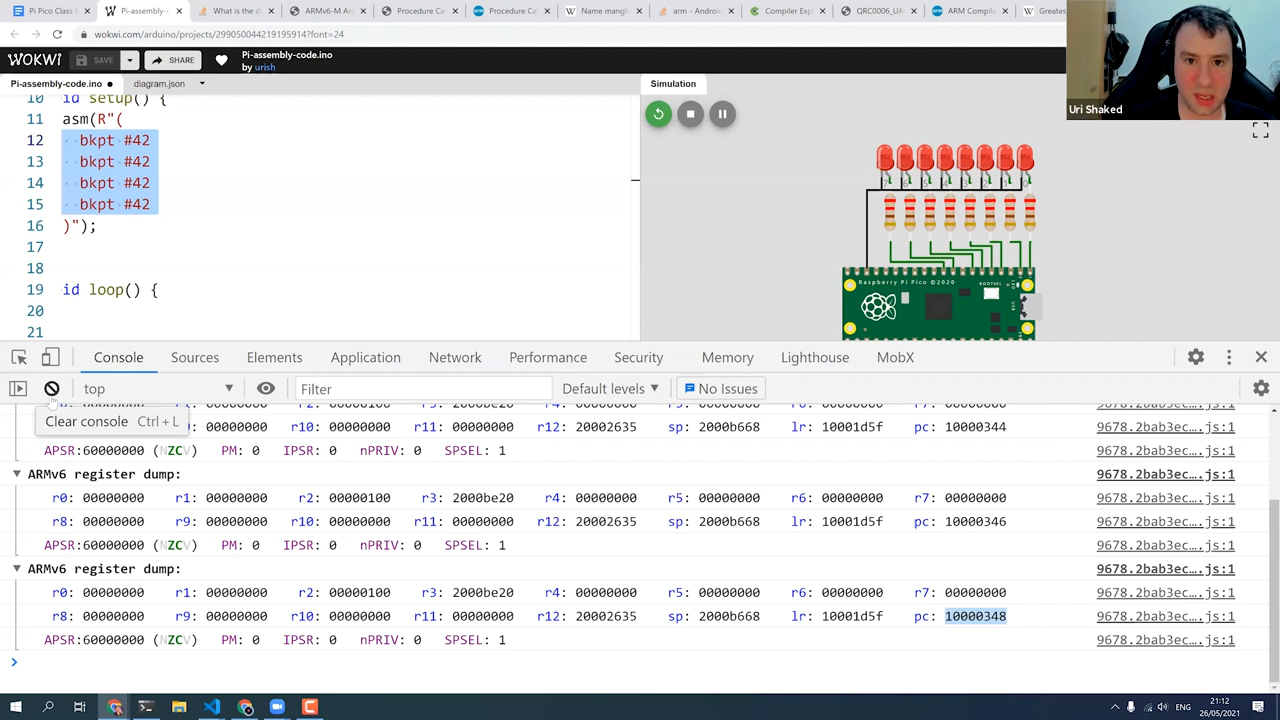 Pi Pico Class F
Pi-assembly-c
What is the di
ARMv6-M Ar
Procedure Cal
Procedure Ca
Name mangli
arm - Androi
Compiler Exp
QRC0006_UA
ARM Compile
Greates
wokwi.com/arduino/projects/299050044219195914?font=24
WOKWI
SAVE
SHARE
Pi-assembly-code.ino
by urish
Pi-assembly-code.ino
diagram.json
Simulation
Uri Shaked
10 id setup() {
11 asm(R"(
12 bkpt #42
13 bkpt #42
14 bkpt #42
15 bkpt #42
16 )");
17
18
19 id loop() {
20
21
Raspberry Pi Pico ©2020
BOOTSEL
Console Sources Elements Application Network Performance Security Memory Lighthouse MobX
top
Filter
Default levels
No Issues
Clear console Ctrl + L
9678.2bab3ec….js:1
r10: 00000000 r11: 00000000 r12: 20002635 sp: 2000b668 lr: 10001d5f pc: 10000344 9678.2bab3ec….js:1
APSR:60000000 (NZCV) PM: 0 IPSR: 0 nPRIV: 0 SPSEL: 1 9678.2bab3ec….js:1
ARMv6 register dump: 9678.2bab3ec….js:1
r0: 00000000 r1: 00000000 r2: 00000100 r3: 2000be20 r4: 00000000 r5: 00000000 r6: 00000000 r7: 00000000 9678.2bab3ec….js:1
r8: 00000000 r9: 00000000 r10: 00000000 r11: 00000000 r12: 20002635 sp: 2000b668 lr: 10001d5f pc: 10000346 9678.2bab3ec….js:1
APSR:60000000 (NZCV) PM: 0 IPSR: 0 nPRIV: 0 SPSEL: 1 9678.2bab3ec….js:1
ARMv6 register dump: 9678.2bab3ec….js:1
r0: 00000000 r1: 00000000 r2: 00000100 r3: 2000be20 r4: 00000000 r5: 00000000 r6: 00000000 r7: 00000000 9678.2bab3ec….js:1
r8: 00000000 r9: 00000000 r10: 00000000 r11: 00000000 r12: 20002635 sp: 2000b668 lr: 10001d5f pc: 10000348 9678.2bab3ec….js:1
APSR:60000000 (NZCV) PM: 0 IPSR: 0 nPRIV: 0 SPSEL: 1 9678.2bab3ec….js:1
ENG
21:12
26/05/2021